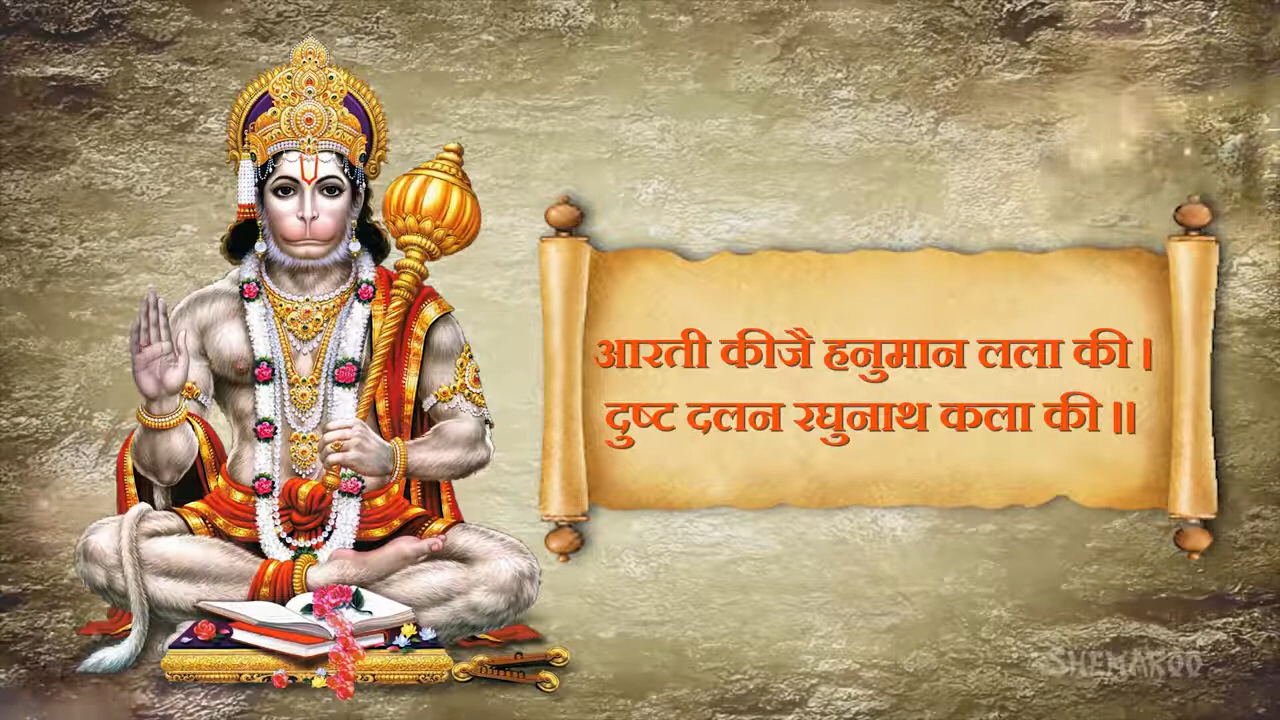 आरती कीजै हनुमान लला की।
दुष्ट दलन रघुनाथ कला की॥
SHEMAROO